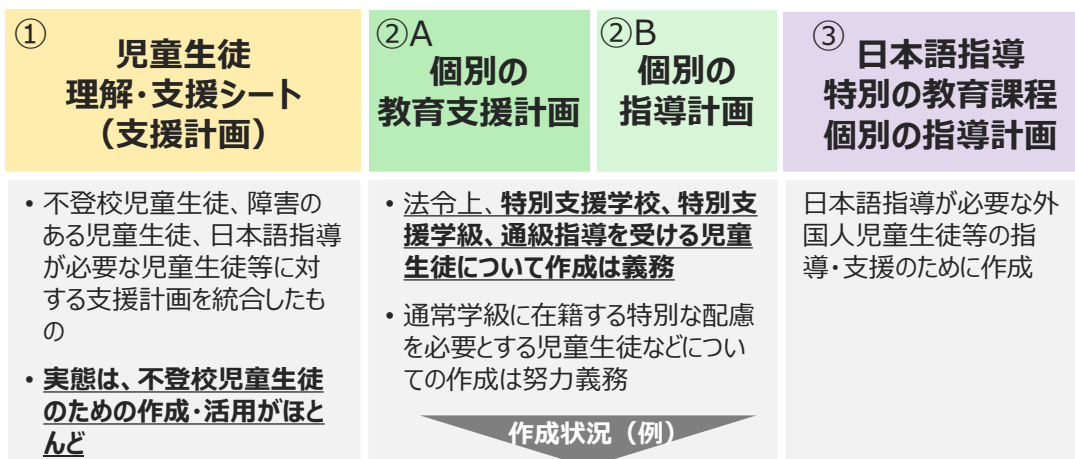 ①
児童生徒
理解・支援シート
（支援計画）
②A
個別の
教育支援計画
②B
個別の
指導計画
③
日本語指導
特別の教育課程
個別の指導計画
• 不登校児童生徒、障害の
ある児童生徒、日本語指導
が必要な児童生徒等に対
する支援計画を統合したも
の
• 実態は、不登校児童生徒
のための作成・活用がほと
んど
• 法令上、特別支援学校、特別支
援学級、通級指導を受ける児童
生徒について作成は義務
• 通常学級に在籍する特別な配慮
を必要とする児童生徒などについ
ての作成は努力義務
作成状況（例）
日本語指導が必要な外
国人児童生徒等の指
導・支援のために作成